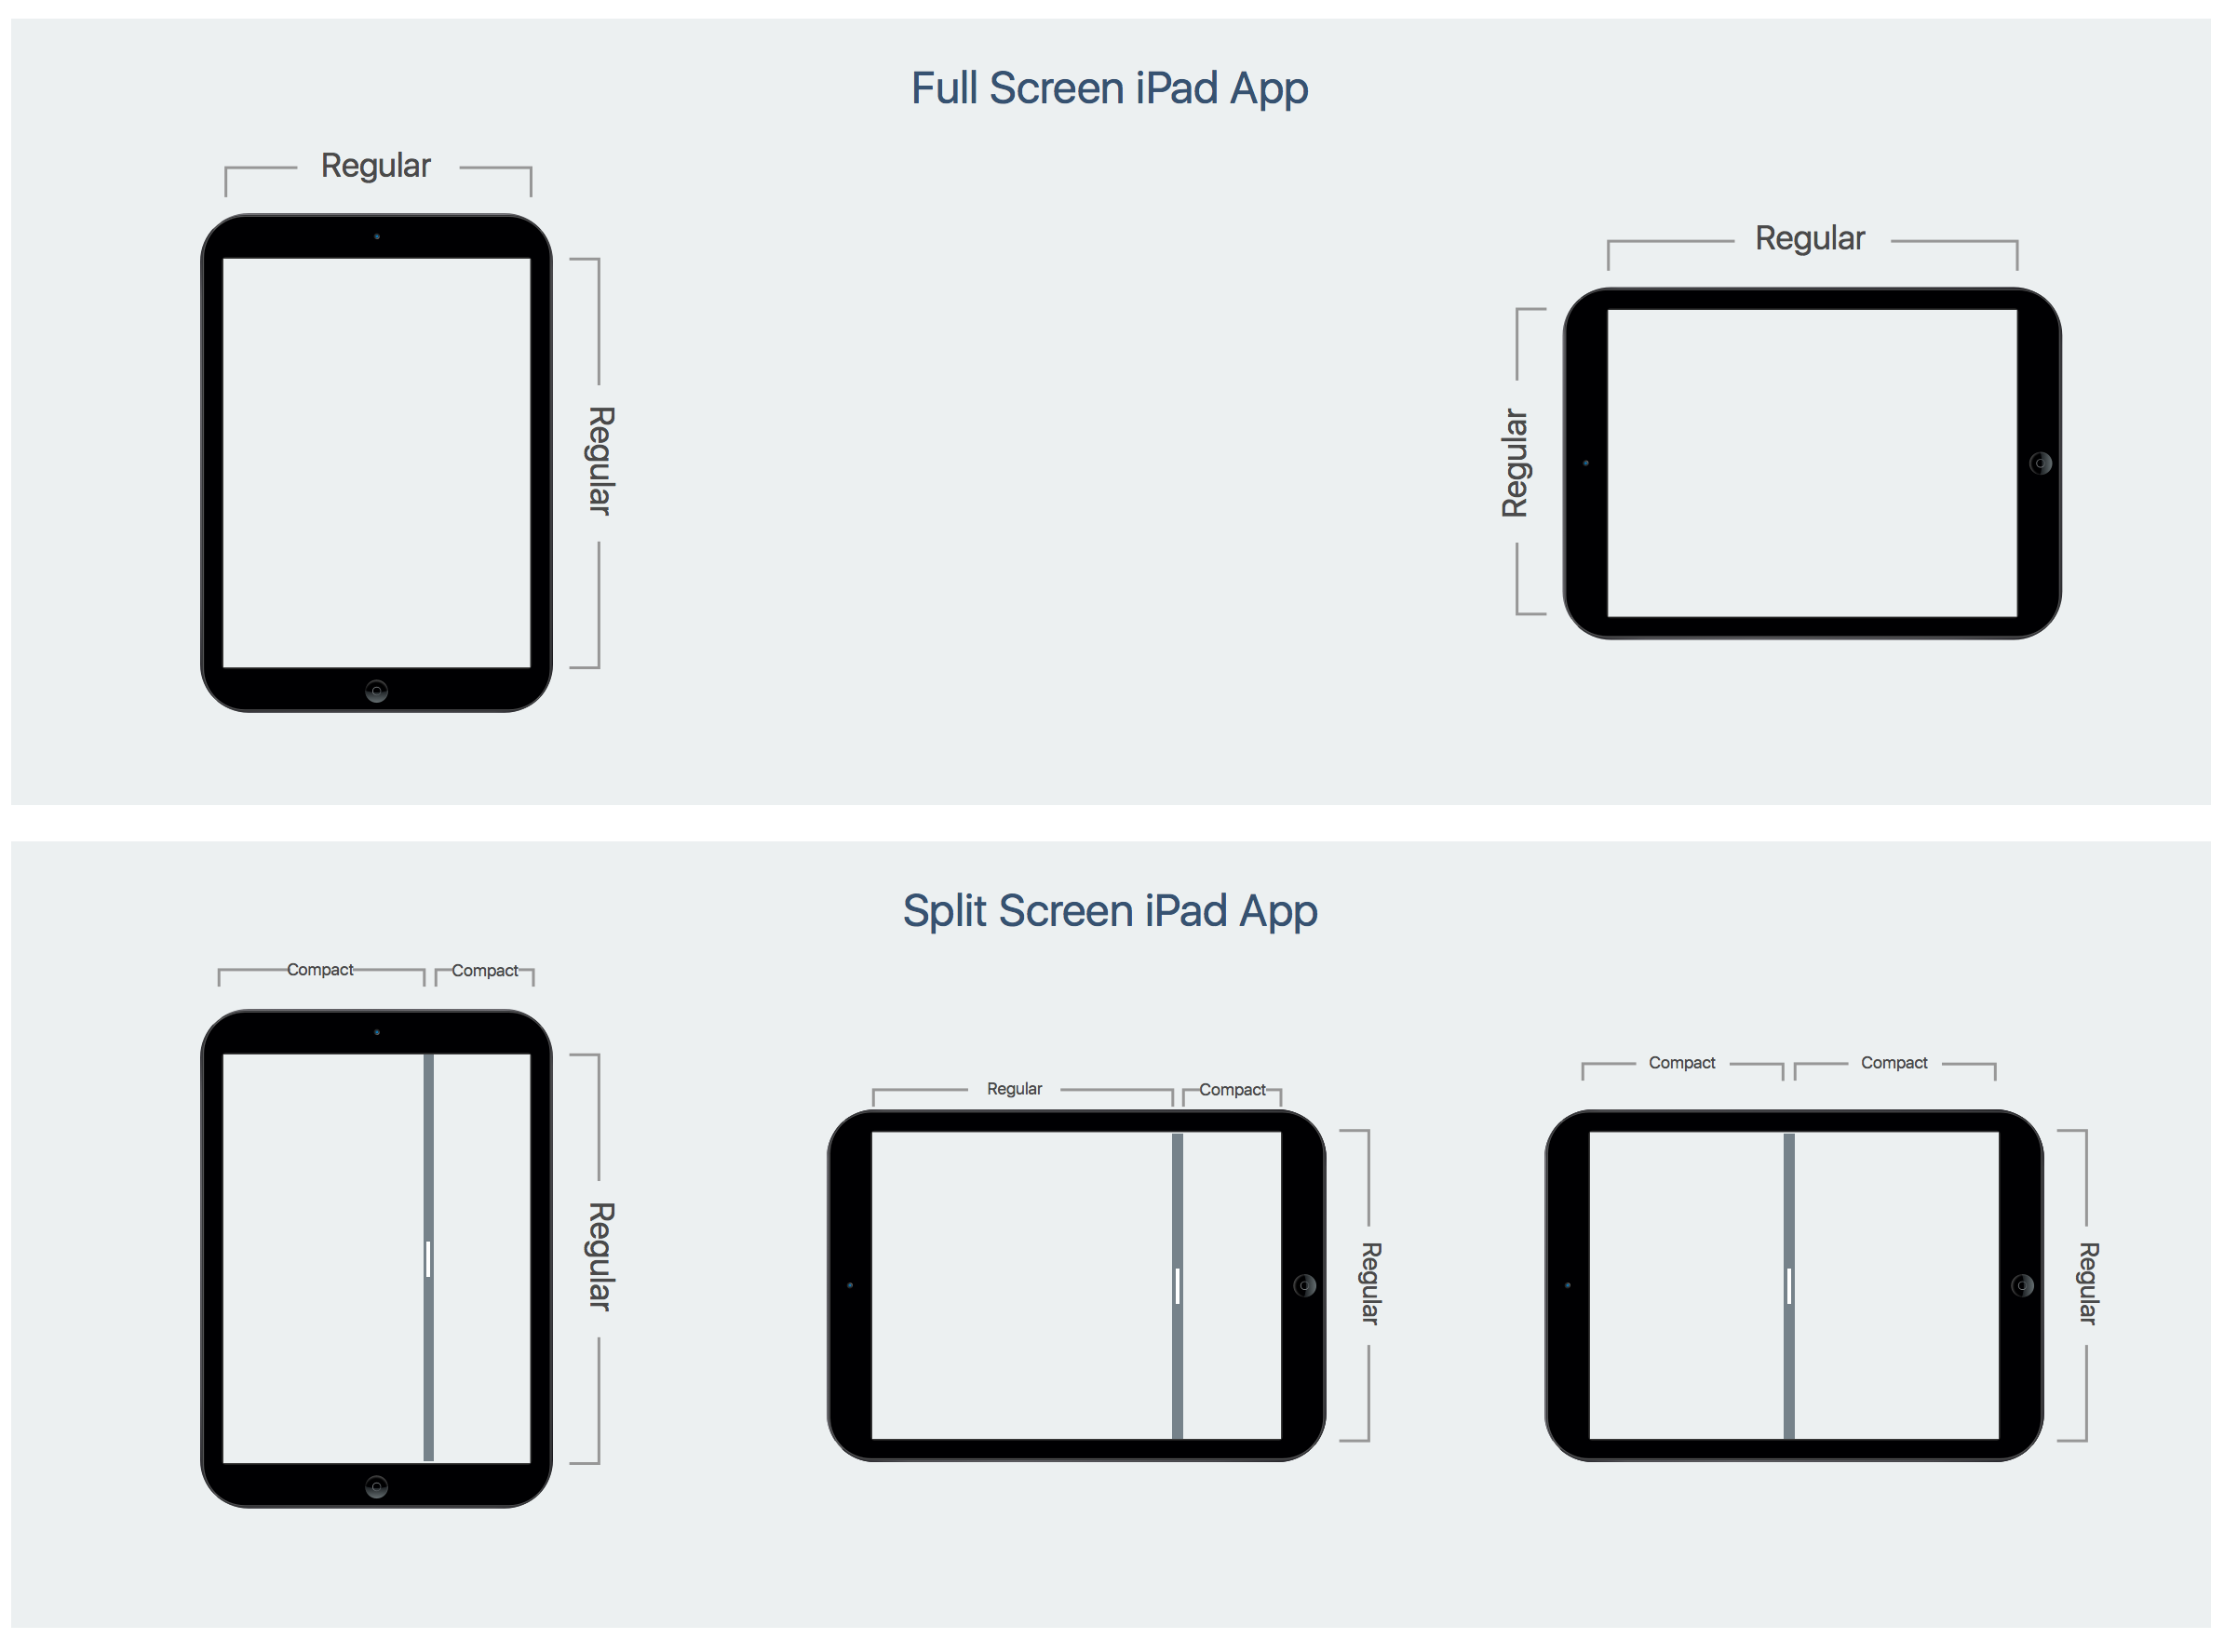 Full Screen iPad App
Regular
Regular
Regular
Regular
Split Screen iPad App
Compact Compact
Regular
Regular Compact
Regular
Compact Compact
Regular